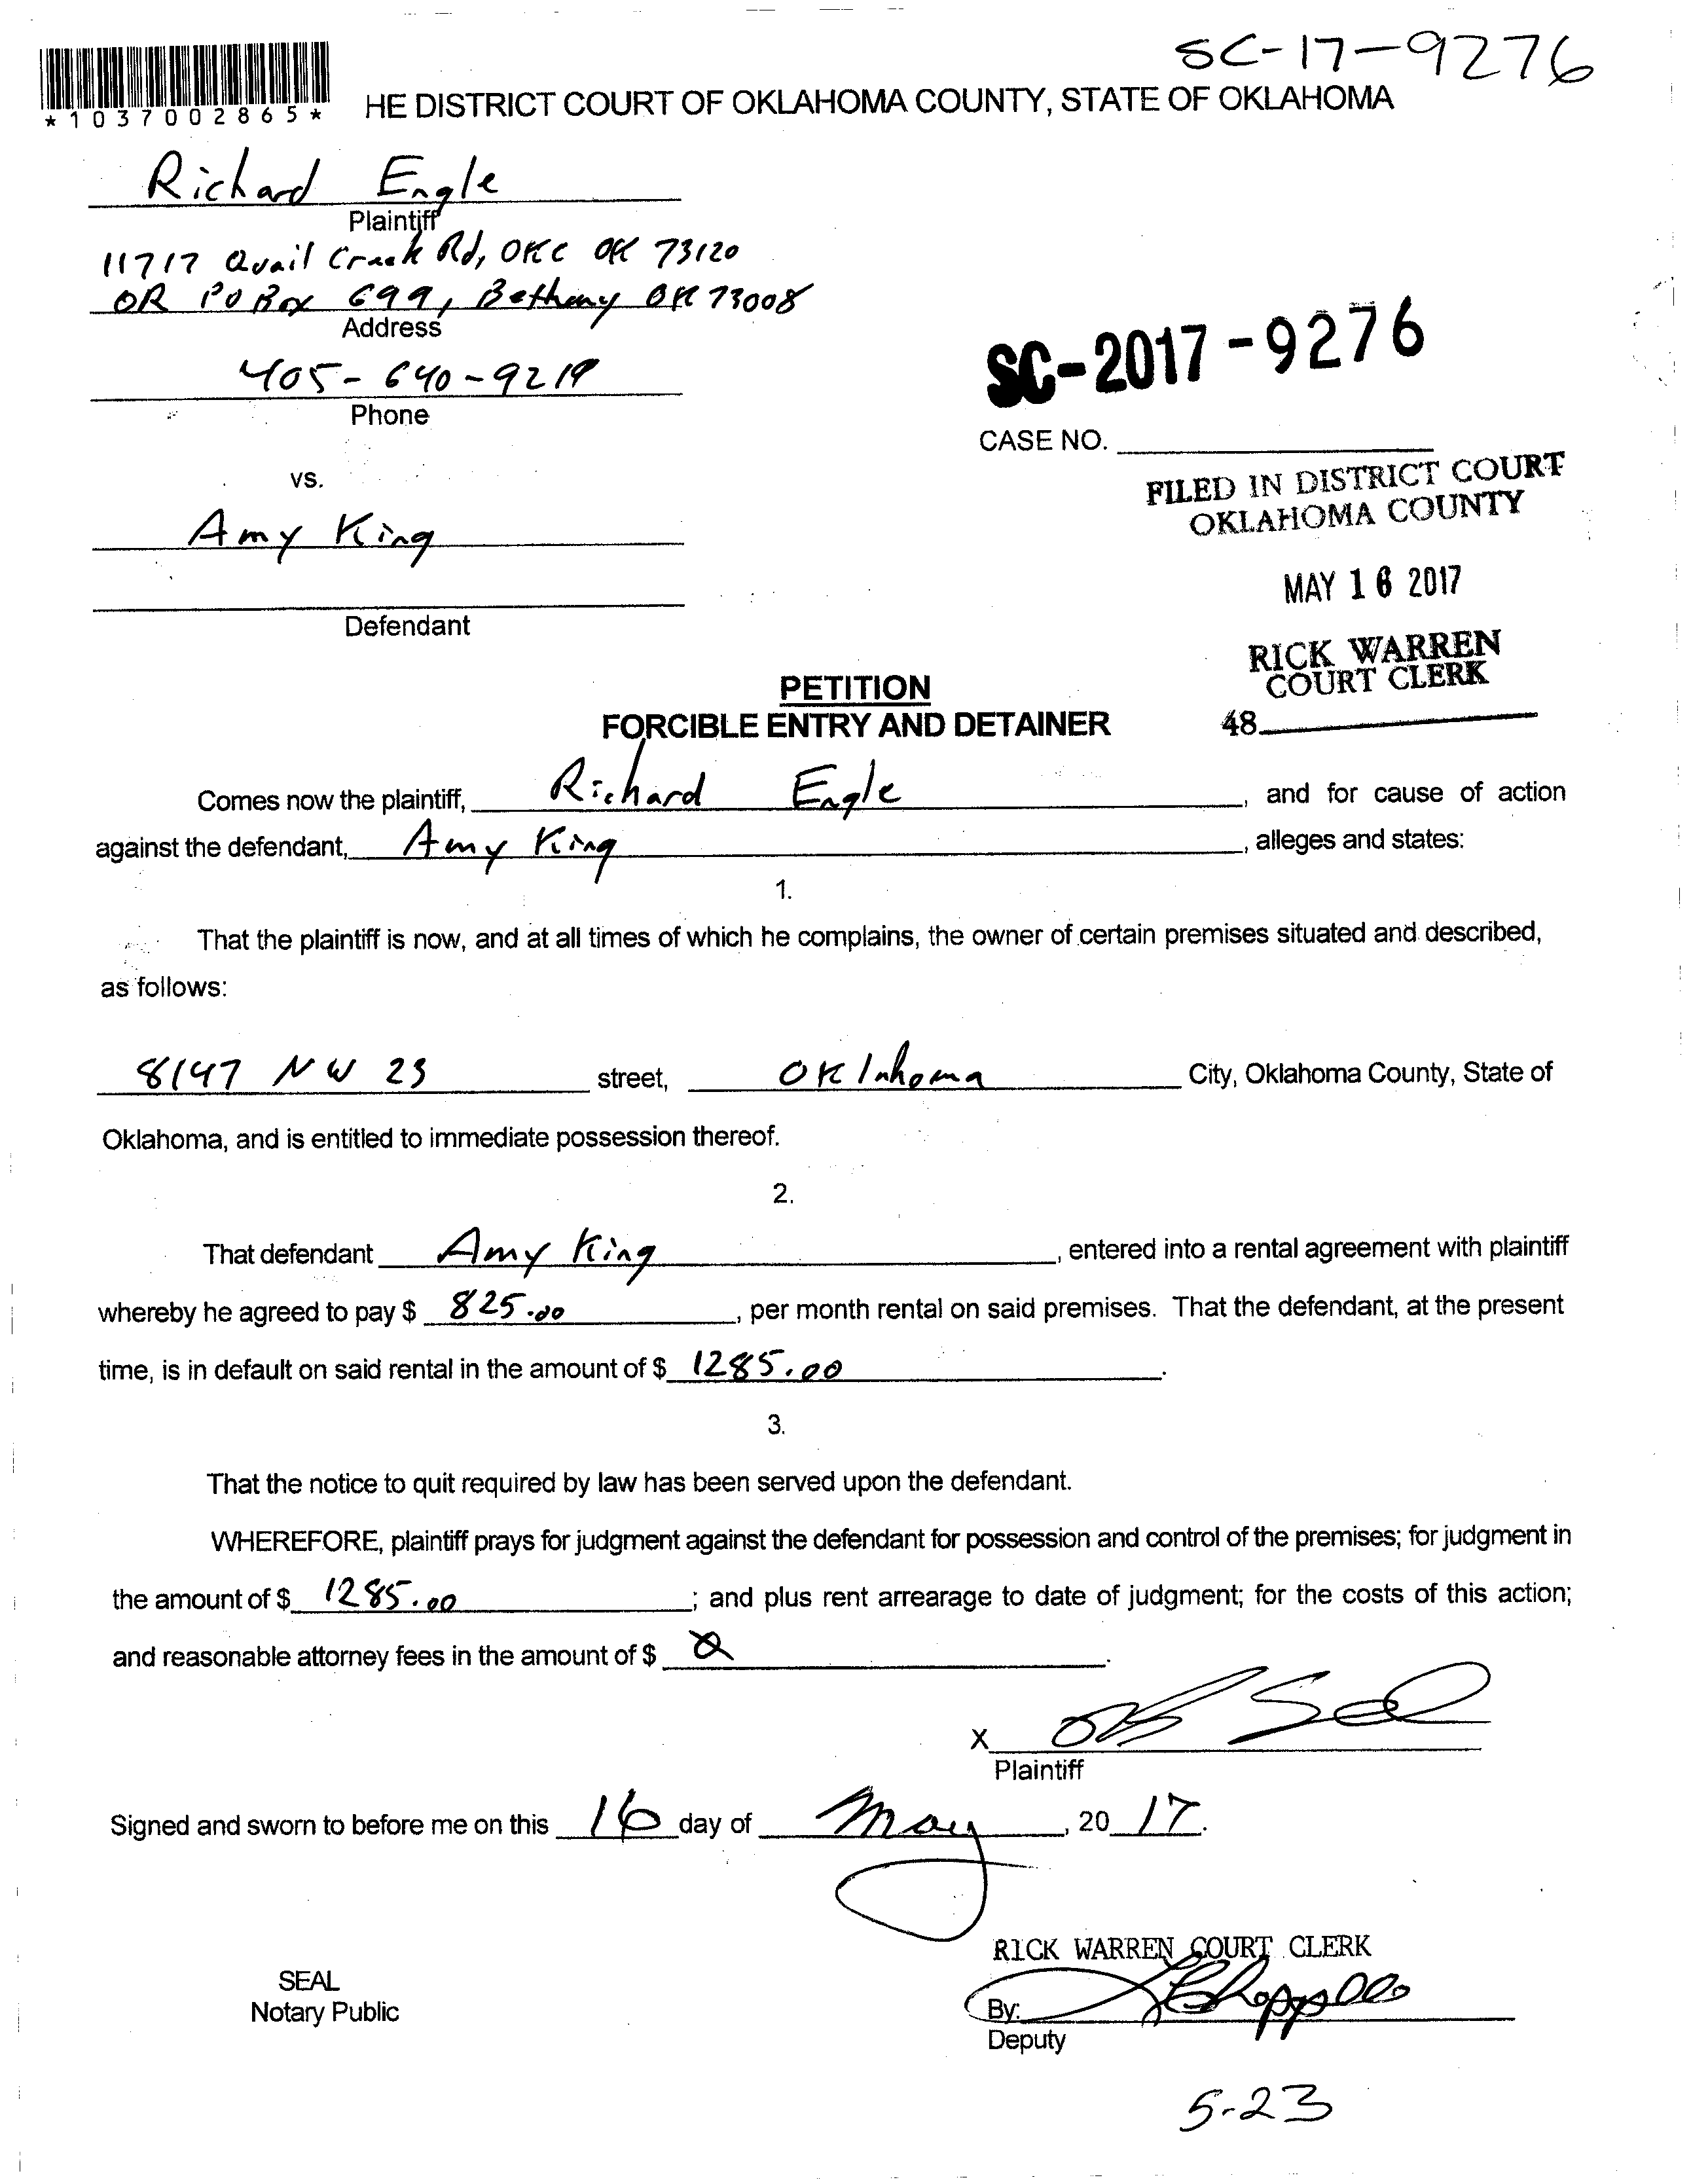 SC-17-9276
*1037002865*
HE DISTRICT COURT OF OKLAHOMA COUNTY, STATE OF OKLAHOMA
Richard Engle
Plaintiff
11717 Quail Creek Rd, OKC OK 73120
OR PO Box 699, Bethany OK 73008
Address
405-640-9219
Phone
SC-2017-9276
CASE NO.
vs.
FILED IN DISTRICT COURT
OKLAHOMA COUNTY
Amy King
MAY 16 2017
Defendant
RICK WARREN
COURT CLERK
48
PETITION
FORCIBLE ENTRY AND DETAINER
Comes now the plaintiff, Richard Engle, and for cause of action
against the defendant, Amy King, alleges and states:
1.
That the plaintiff is now, and at all times of which he complains, the owner of certain premises situated and described,
as follows:
8147 NW 23 street, Oklahoma City, Oklahoma County, State of
Oklahoma, and is entitled to immediate possession thereof.
2.
That defendant Amy King, entered into a rental agreement with plaintiff
whereby he agreed to pay $ 825.00, per month rental on said premises. That the defendant, at the present
time, is in default on said rental in the amount of $ 1285.00.
3.
That the notice to quit required by law has been served upon the defendant.
WHEREFORE, plaintiff prays for judgment against the defendant for possession and control of the premises; for judgment in
the amount of $ 1285.00; and plus rent arrearage to date of judgment; for the costs of this action;
and reasonable attorney fees in the amount of $
X
Plaintiff
Signed and sworn to before me on this 16 day of May, 20 17.
RICK WARREN COURT CLERK
SEAL
Notary Public
By:
Deputy
5-23